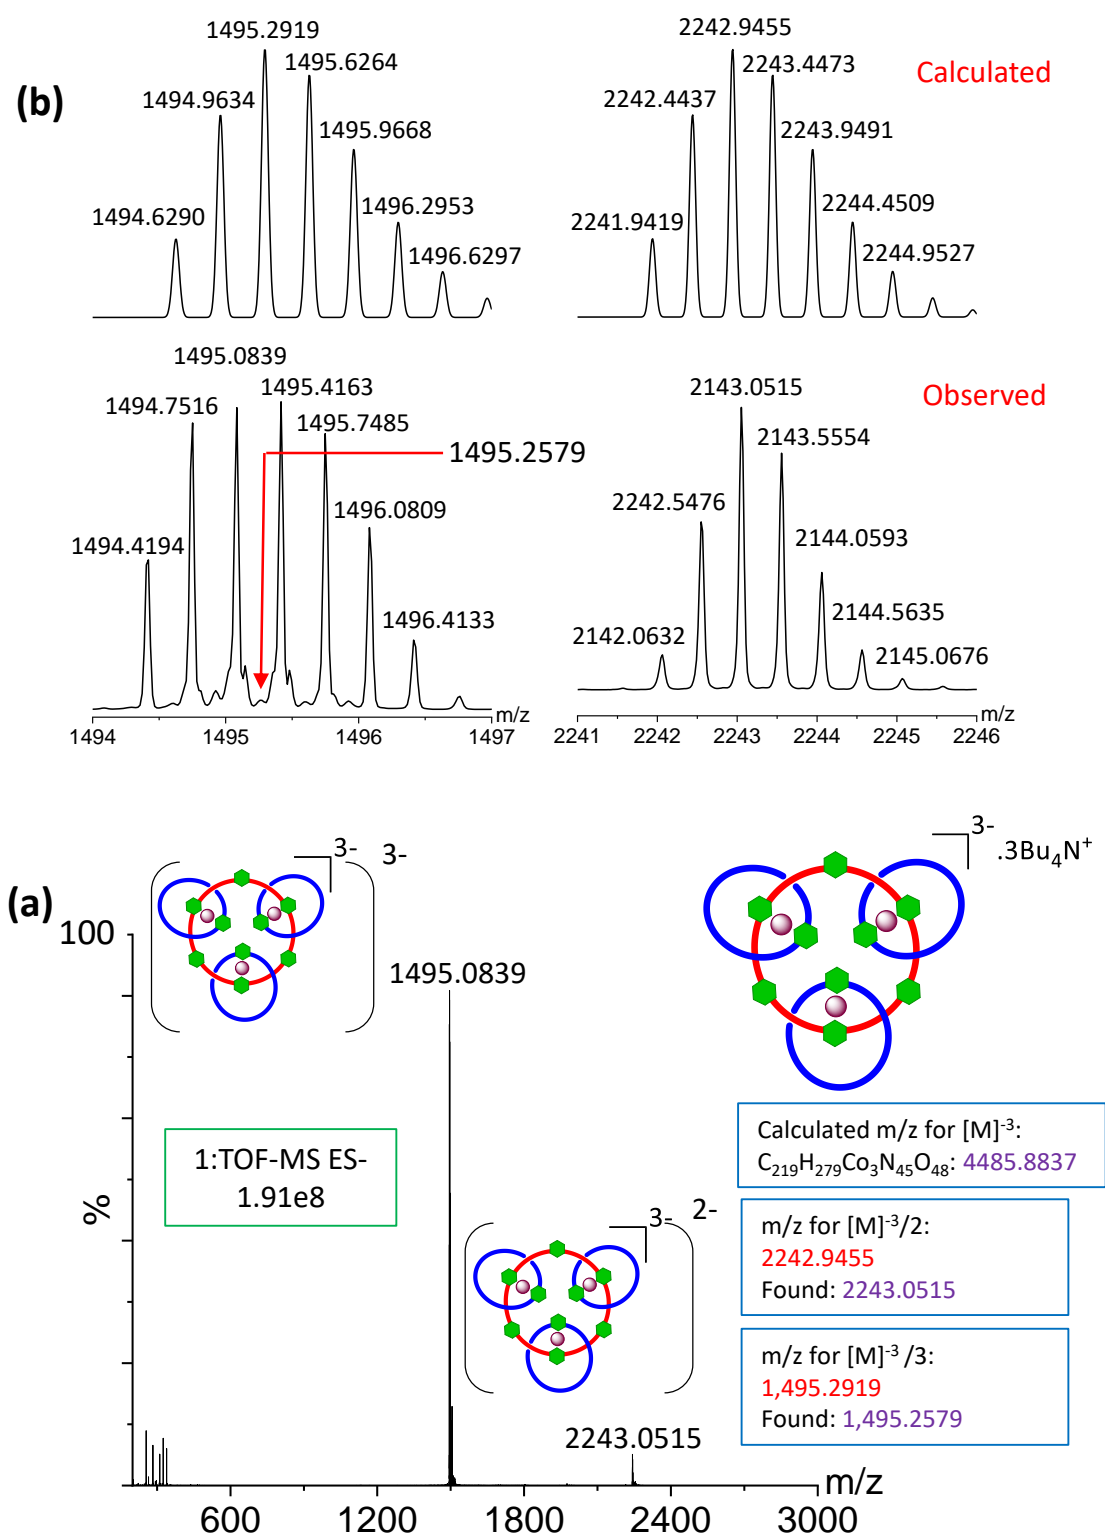 (b)
1495.2919
1495.6264
1494.9634
1495.9668
1494.6290
1496.2953
1496.6297
2242.9455
2243.4473
Calculated
2242.4437
2243.9491
2241.9419
2244.4509
2244.9527
1495.0839
1495.4163
1494.7516
1495.7485
1495.2579
1496.0809
1494.4194
1496.4133
m/z
1494 1495 1496 1497
2143.0515
Observed
2143.5554
2242.5476
2144.0593
2144.5635
2142.0632
2145.0676
m/z
2241 2242 2243 2244 2245 2246
(a)
3-
3-
3-
.3Bu₄N⁺
100
1495.0839
1:TOF-MS ES-
1.91e8
%
3-
2-
2243.0515
m/z
600 1200 1800 2400 3000
Calculated m/z for [M]⁻³:
C₂₁₉H₂₇₉Co₃N₄₅O₄₈: 4485.8837
m/z for [M]⁻³/2:
2242.9455
Found: 2243.0515
m/z for [M]⁻³ /3:
1,495.2919
Found: 1,495.2579